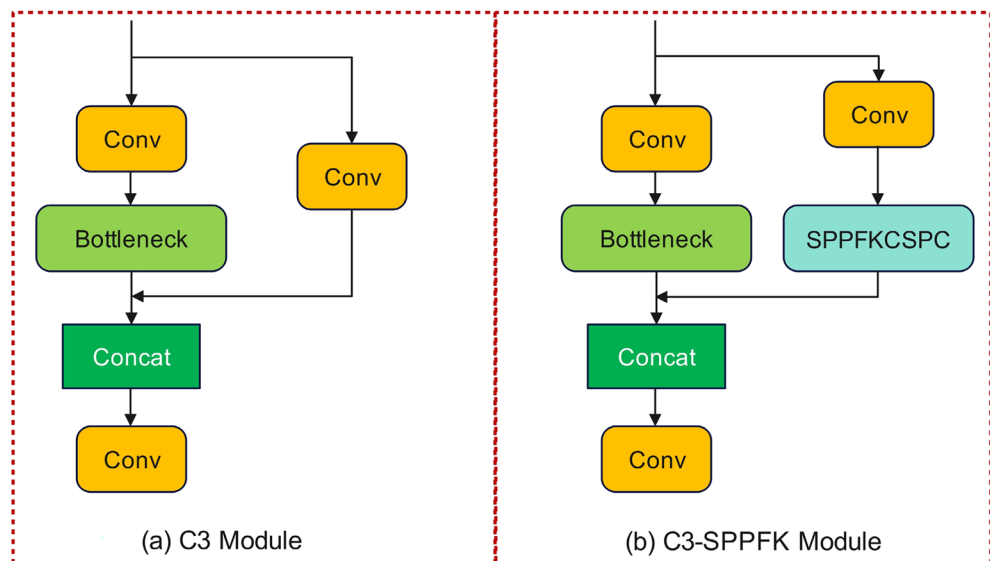 Conv
Conv
Bottleneck
Concat
Conv
(a) C3 Module
Conv
Conv
Bottleneck
SPPFKCSPC
Concat
Conv
(b) C3-SPPFK Module